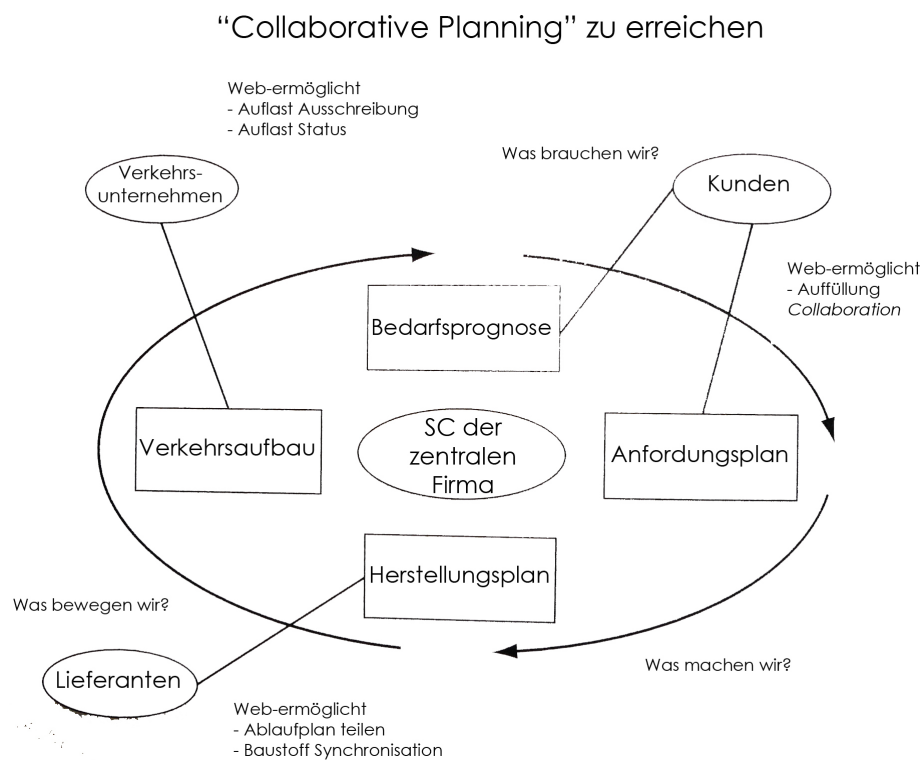 “Collaborative Planning” zu erreichen
Web-ermöglicht
- Auflast Ausschreibung
- Auflast Status
Was brauchen wir?
Verkehrs-
unternehmen
Kunden
Web-ermöglicht
- Auffüllung
Collaboration
Bedarfsprognose
Verkehrsaufbau
SC der
zentralen
Firma
Anfordungsplan
Herstellungsplan
Was bewegen wir?
Was machen wir?
Lieferanten
Web-ermöglicht
- Ablaufplan teilen
- Baustoff Synchronisation